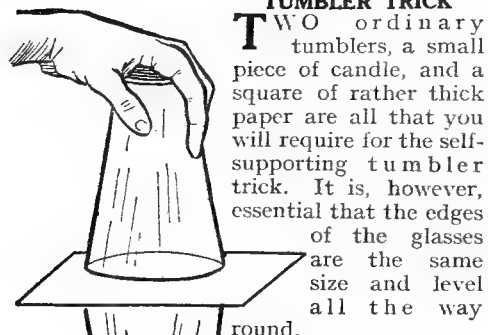 TUMBLER TRICK
TWO ordinary
tumblers, a small
piece of candle, and a
square of rather thick
paper are all that you
will require for the self-
supporting tumbler
trick. It is, however,
essential that the edges
of the glasses
are the same
size and level
all the way
round.